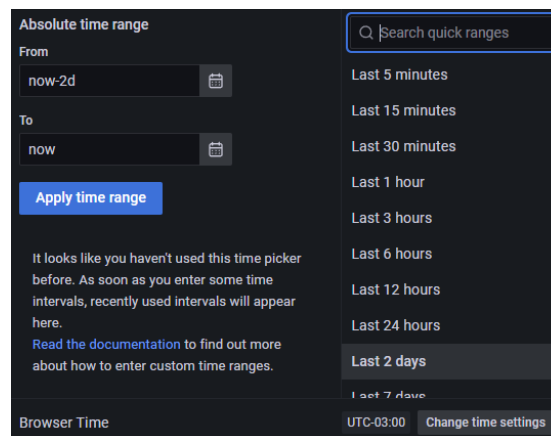 Absolute time range
From
now-2d
To
now
Apply time range
It looks like you haven't used this time picker
before. As soon as you enter some time
intervals, recently used intervals will appear
here.
Read the documentation to find out more
about how to enter custom time ranges.
Search quick ranges
Last 5 minutes
Last 15 minutes
Last 30 minutes
Last 1 hour
Last 3 hours
Last 6 hours
Last 12 hours
Last 24 hours
Last 2 days
Last 7 days
Browser Time
UTC-03:00
Change time settings